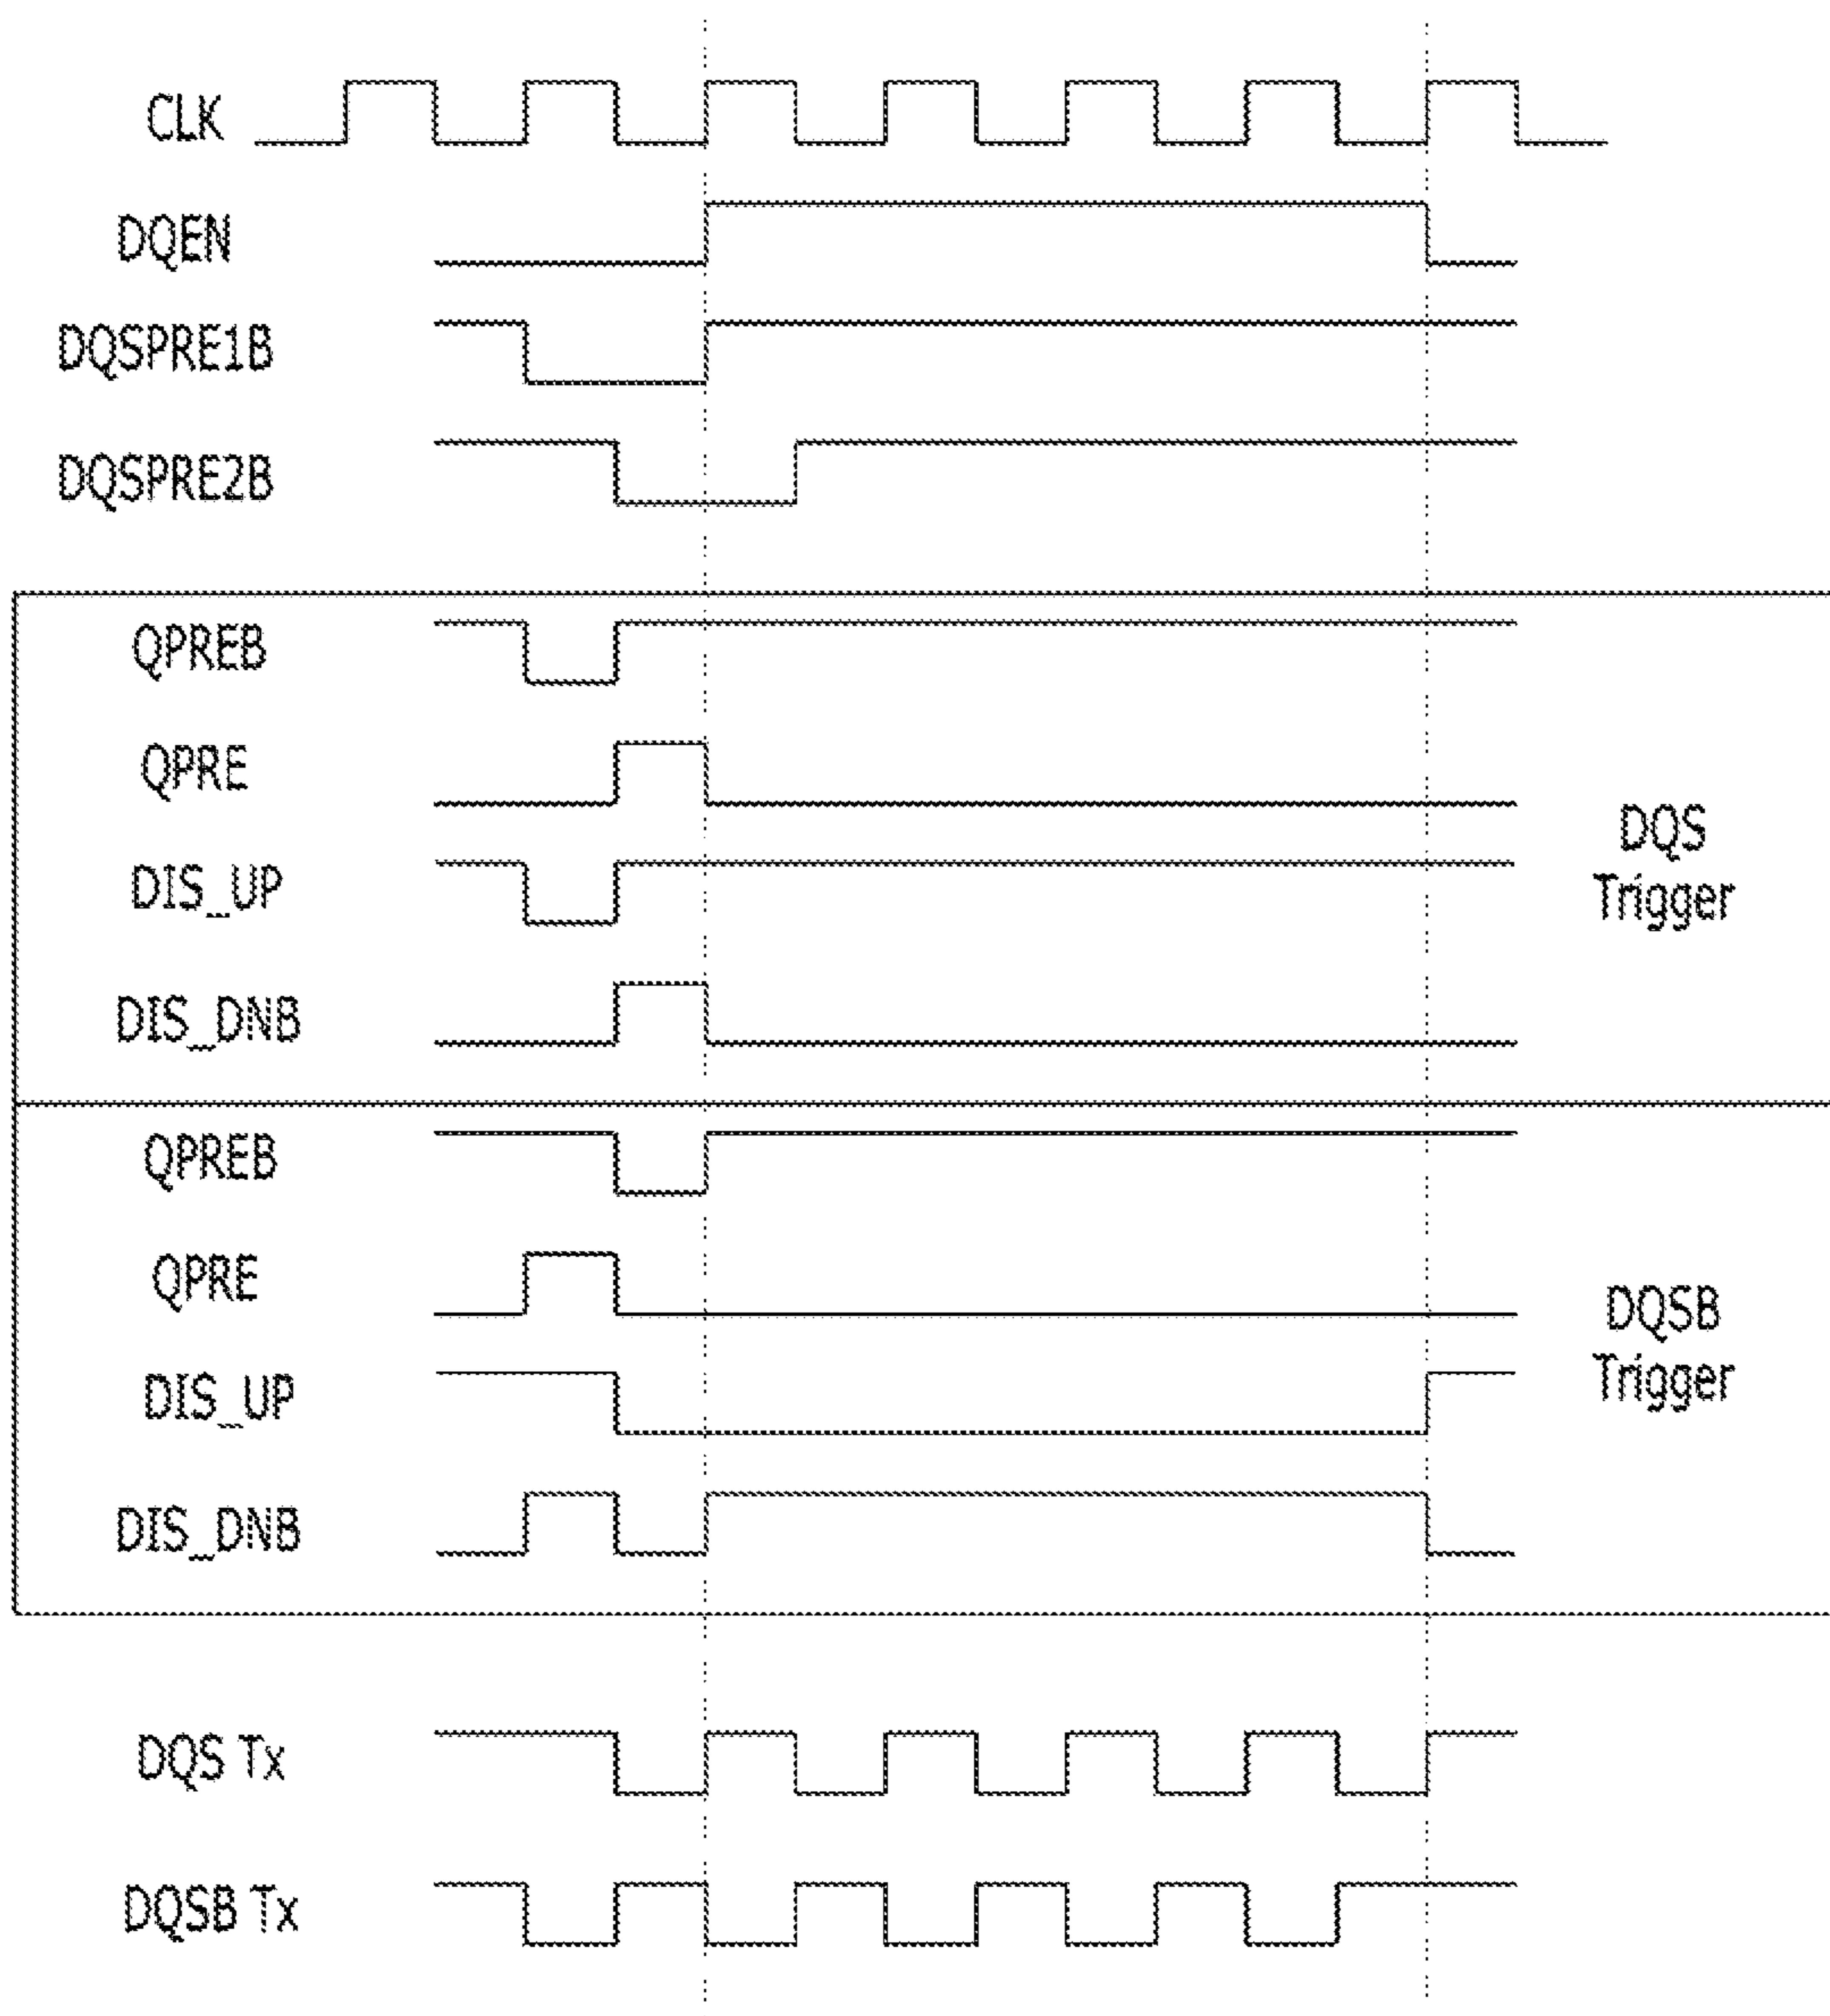 CLK
DQEN
DQSPRE1B
DQSPRE2B
QPREB
QPRE
DIS_UP
DIS_DNB
DQS
Trigger
QPREB
QPRE
DIS_UP
DIS_DNB
DQSB
Trigger
DQS Tx
DQSB Tx